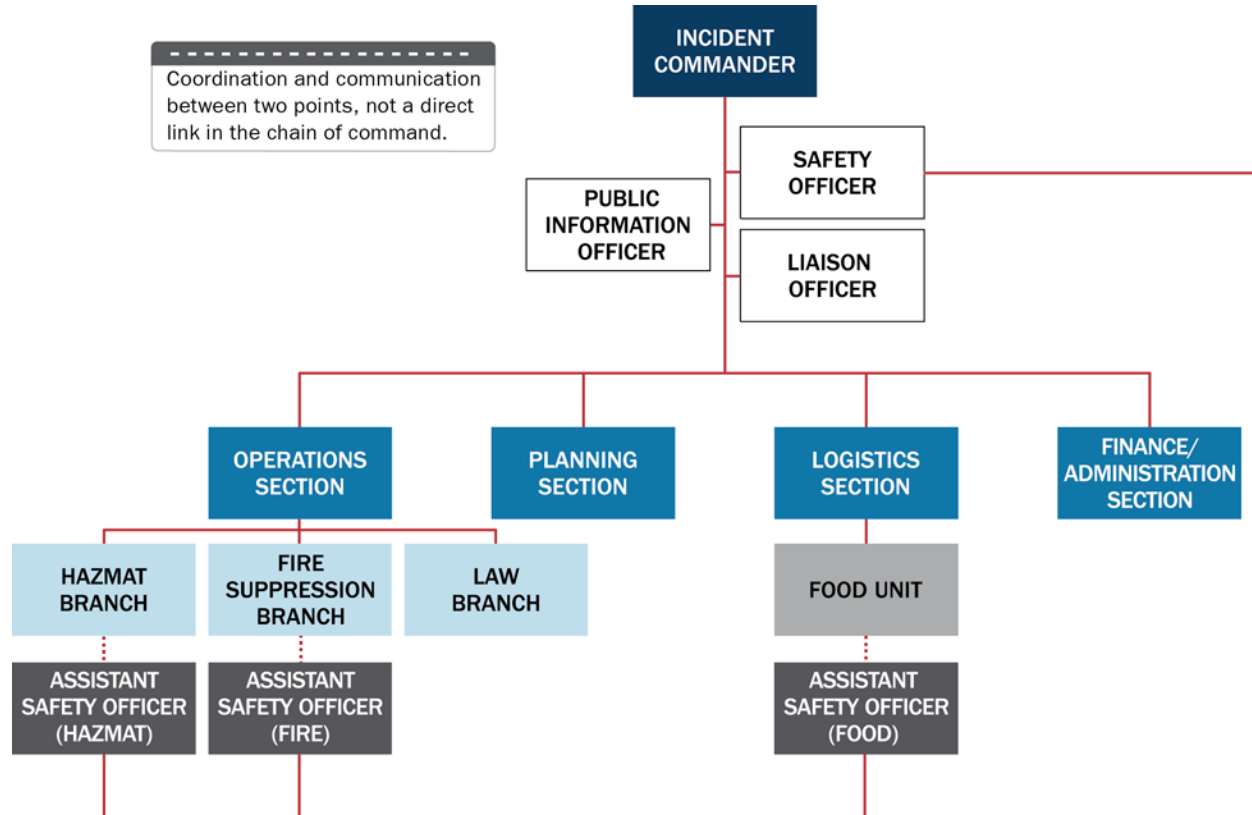 INCIDENT
COMMANDER
Coordination and communication
between two points, not a direct
link in the chain of command.
SAFETY
OFFICER
PUBLIC
INFORMATION
OFFICER
LIAISON
OFFICER
OPERATIONS
SECTION
PLANNING
SECTION
LOGISTICS
SECTION
FINANCE/
ADMINISTRATION
SECTION
HAZMAT
BRANCH
FIRE
SUPPRESSION
BRANCH
LAW
BRANCH
FOOD UNIT
ASSISTANT
SAFETY OFFICER
(HAZMAT)
ASSISTANT
SAFETY OFFICER
(FIRE)
ASSISTANT
SAFETY OFFICER
(FOOD)